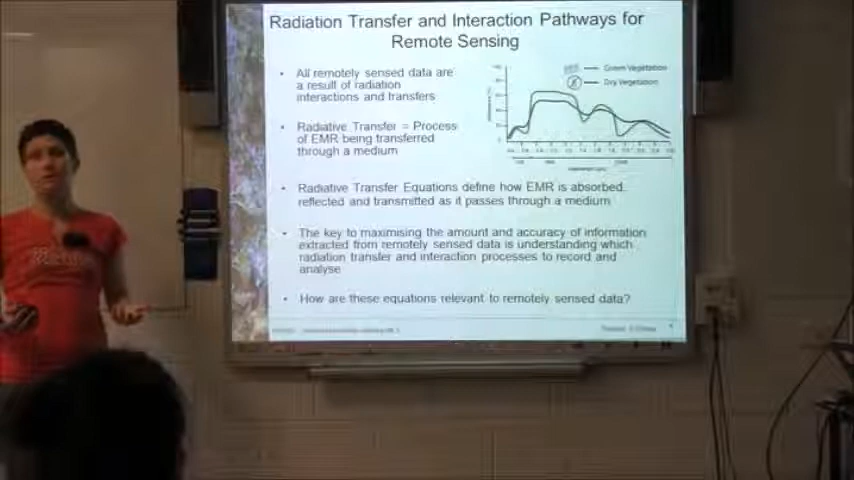 Radiation Transfer and Interaction Pathways for
Remote Sensing
• All remotely sensed data are
a result of radiation
interactions and transfers
Green Vegetation
Dry Vegetation
• Radiative Transfer = Process
of EMR being transferred
through a medium
• Radiative Transfer Equations define how EMR is absorbed,
reflected and transmitted as it passes through a medium
• The key to maximising the amount and accuracy of information
extracted from remotely sensed data is understanding which
radiation transfer and interaction processes to record and
analyse
• How are these equations relevant to remotely sensed data?